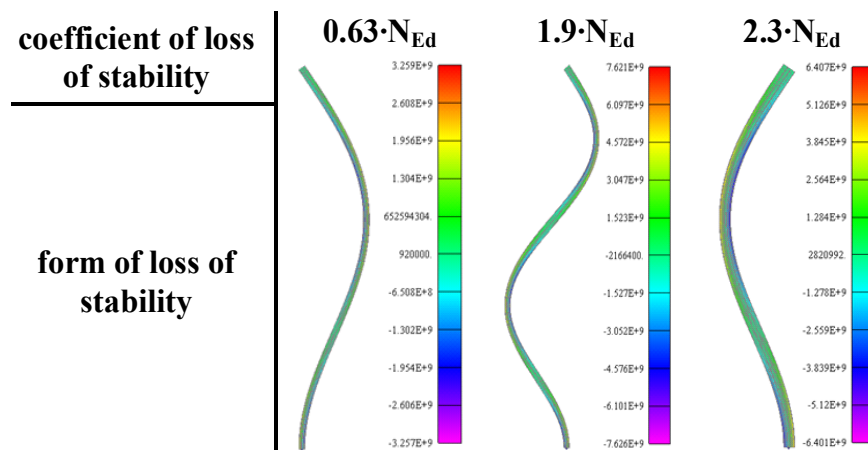 coefficient of loss
of stability
0.63·N_Ed
1.9·N_Ed
2.3·N_Ed
form of loss of
stability
3.259E+9
2.608E+9
1.956E+9
1.304E+9
652594304.
920000.
-6.508E+8
-1.302E+9
-1.954E+9
-2.606E+9
-3.257E+9
7.621E+9
6.097E+9
4.572E+9
3.047E+9
1.523E+9
-2166400.
-1.527E+9
-3.052E+9
-4.576E+9
-6.101E+9
-7.626E+9
6.407E+9
5.126E+9
3.845E+9
2.564E+9
1.284E+9
2820992.
-1.278E+9
-2.559E+9
-3.839E+9
-5.12E+9
-6.401E+9